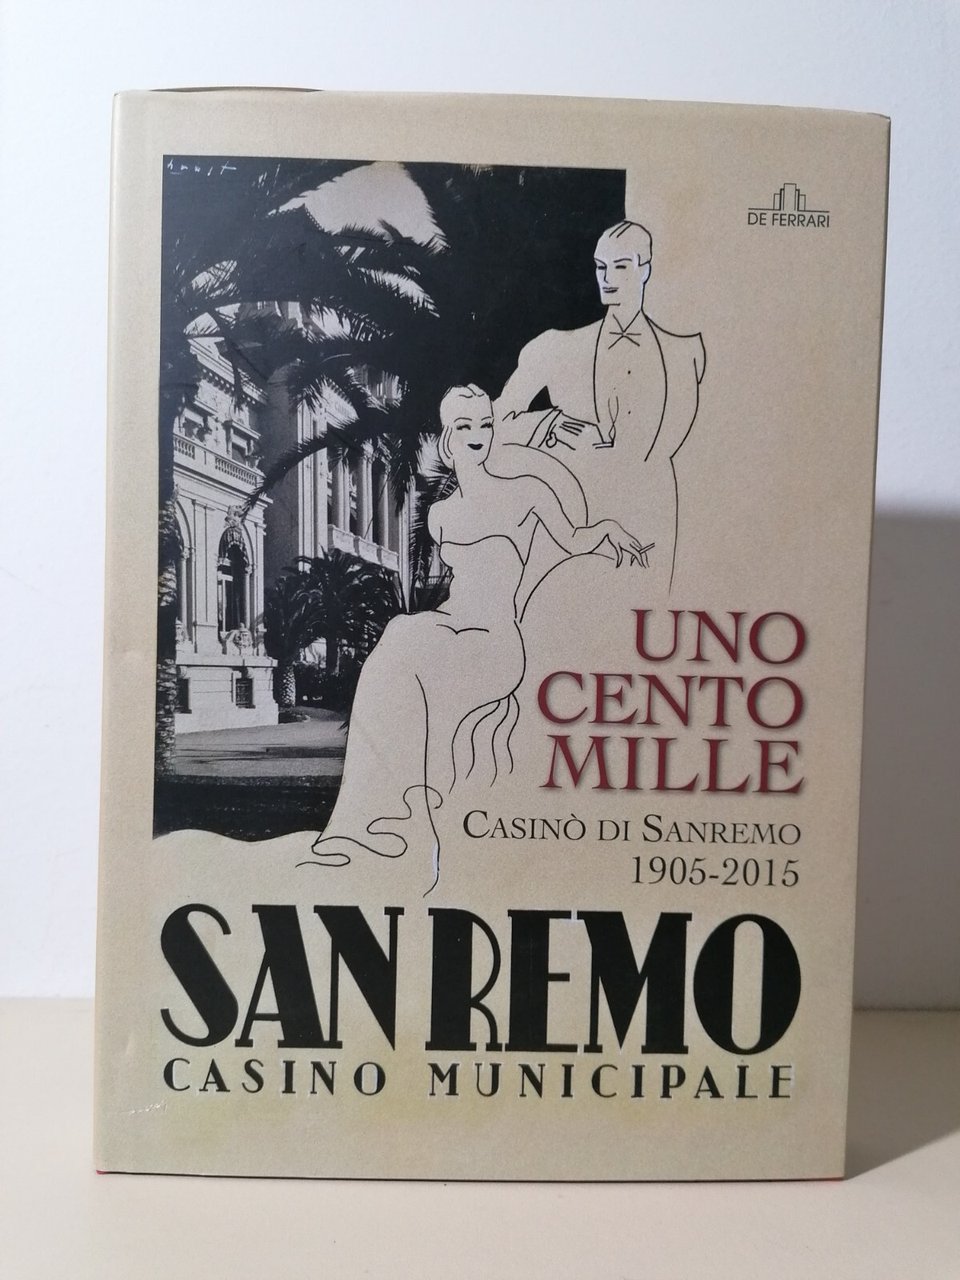 DE FERRARI
UNO
CENTO
MILLE
CASINÒ DI SANREMO
1905-2015
SAN REMO
CASINO MUNICIPALE